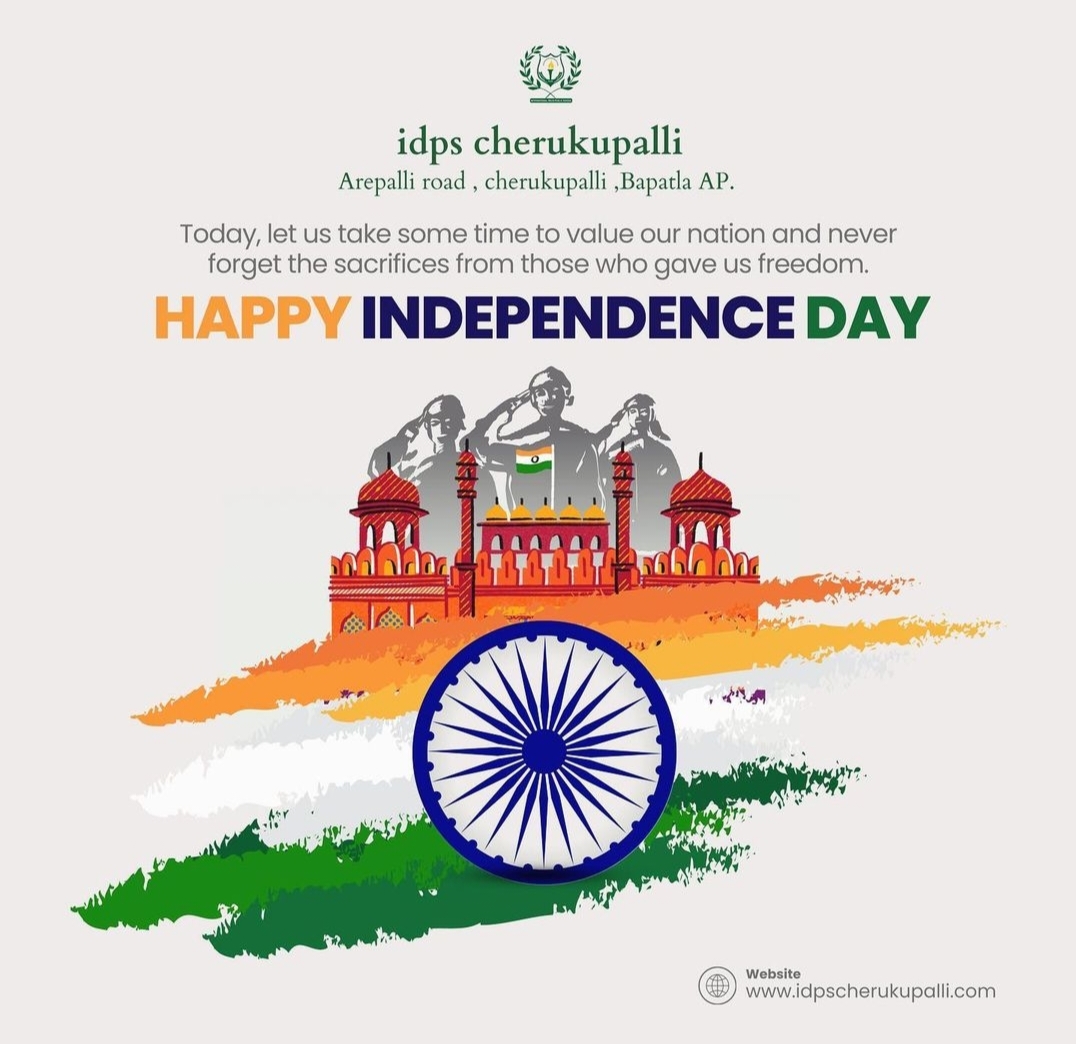 idps cherukupalli
Arepalli road , cherukupalli ,Bapatla AP.
Today, let us take some time to value our nation and never
forget the sacrifices from those who gave us freedom.
HAPPY INDEPENDENCE DAY
Website
www.idpscherukupalli.com